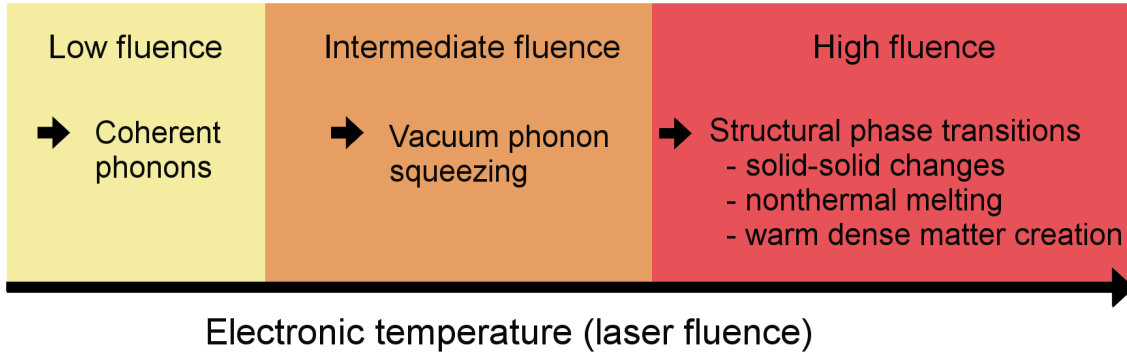 Low fluence
Coherent
phonons
Intermediate fluence
Vacuum phonon
squeezing
High fluence
Structural phase transitions
- solid-solid changes
- nonthermal melting
- warm dense matter creation
Electronic temperature (laser fluence)